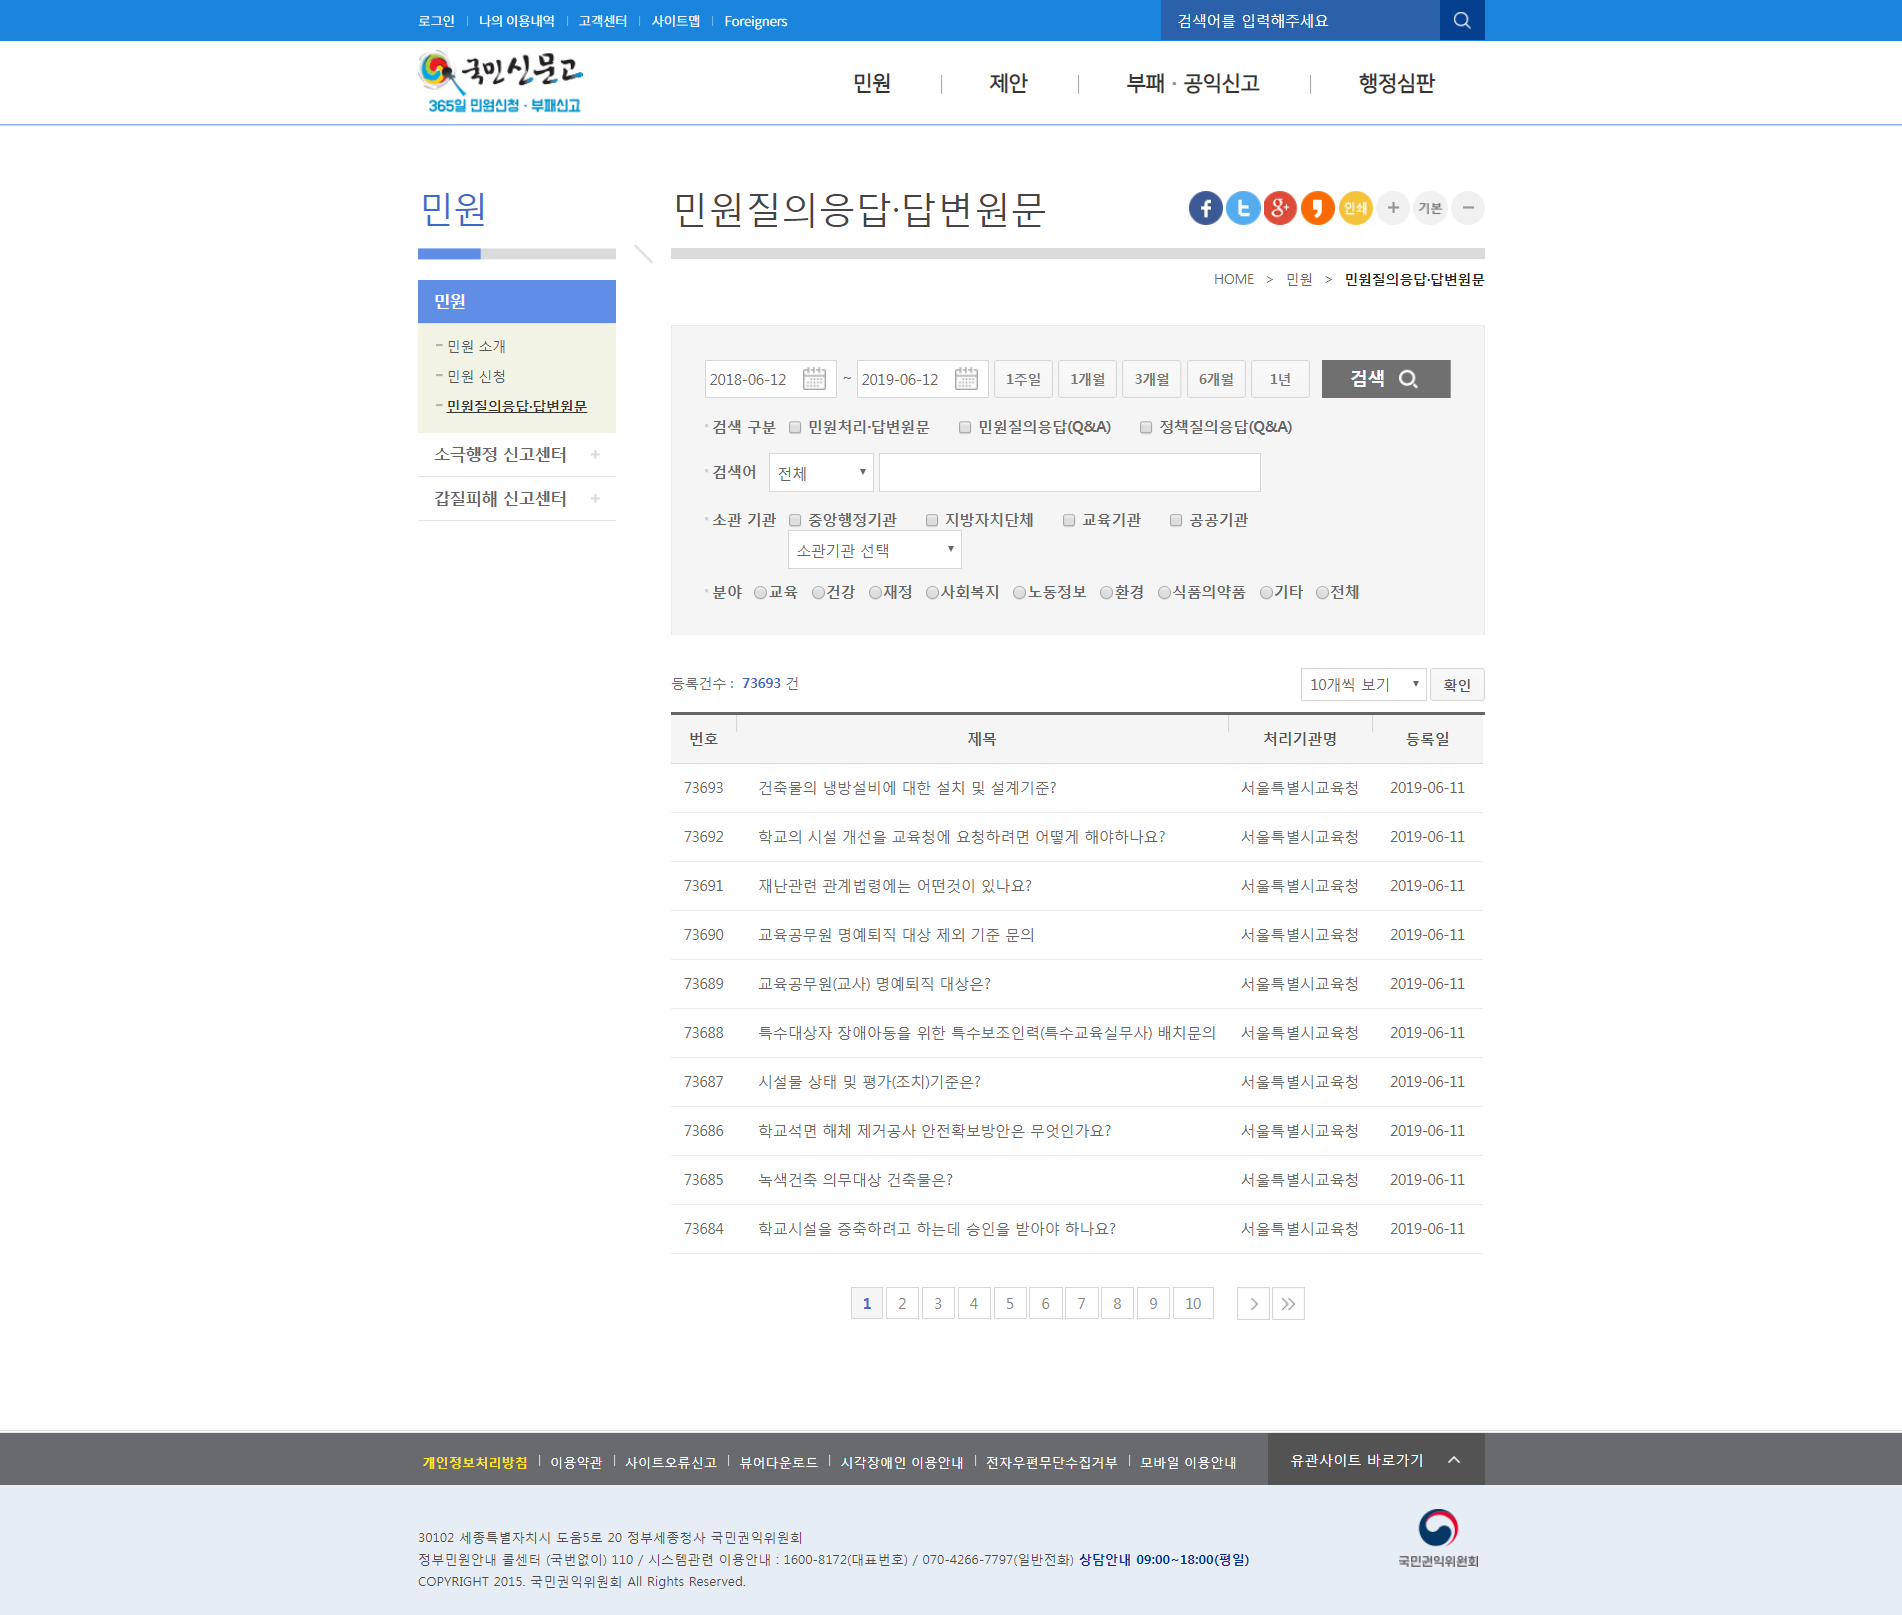 로그인 나의 이용내역 고객센터 사이트맵 Foreigners 검색어를 입력해주세요
국민신문고
365일 민원신청 · 부패신고
민원 제안 부패 · 공익신고 행정심판
민원
민원
- 민원 소개
- 민원 신청
- 민원질의응답·답변원문
소극행정 신고센터 +
갑질피해 신고센터 +
민원질의응답·답변원문
인쇄 + 기본 −
HOME > 민원 > 민원질의응답·답변원문
2018-06-12 ~ 2019-06-12 1주일 1개월 3개월 6개월 1년 검색
검색 구분 민원처리·답변원문 민원질의응답(Q&A) 정책질의응답(Q&A)
검색어 전체
소관 기관 중앙행정기관 지방자치단체 교육기관 공공기관
소관기관 선택
분야 교육 건강 재정 사회복지 노동정보 환경 식품의약품 기타 전체
등록건수 : 73693 건 10개씩 보기 확인
번호 제목 처리기관명 등록일
73693 건축물의 냉방설비에 대한 설치 및 설계기준? 서울특별시교육청 2019-06-11
73692 학교의 시설 개선을 교육청에 요청하려면 어떻게 해야하나요? 서울특별시교육청 2019-06-11
73691 재난관련 관계법령에는 어떤것이 있나요? 서울특별시교육청 2019-06-11
73690 교육공무원 명예퇴직 대상 제외 기준 문의 서울특별시교육청 2019-06-11
73689 교육공무원(교사) 명예퇴직 대상은? 서울특별시교육청 2019-06-11
73688 특수대상자 장애아동을 위한 특수보조인력(특수교육실무사) 배치문의 서울특별시교육청 2019-06-11
73687 시설물 상태 및 평가(조치)기준은? 서울특별시교육청 2019-06-11
73686 학교석면 해체 제거공사 안전확보방안은 무엇인가요? 서울특별시교육청 2019-06-11
73685 녹색건축 의무대상 건축물은? 서울특별시교육청 2019-06-11
73684 학교시설을 증축하려고 하는데 승인을 받아야 하나요? 서울특별시교육청 2019-06-11
1 2 3 4 5 6 7 8 9 10
개인정보처리방침 이용약관 사이트오류신고 뷰어다운로드 시각장애인 이용안내 전자우편무단수집거부 모바일 이용안내 유관사이트 바로가기
30102 세종특별자치시 도움5로 20 정부세종청사 국민권익위원회
정부민원안내 콜센터 (국번없이) 110 / 시스템관련 이용안내 : 1600-8172(대표번호) / 070-4266-7797(일반전화) 상담안내 09:00~18:00(평일)
COPYRIGHT 2015. 국민권익위원회 All Rights Reserved.
국민권익위원회